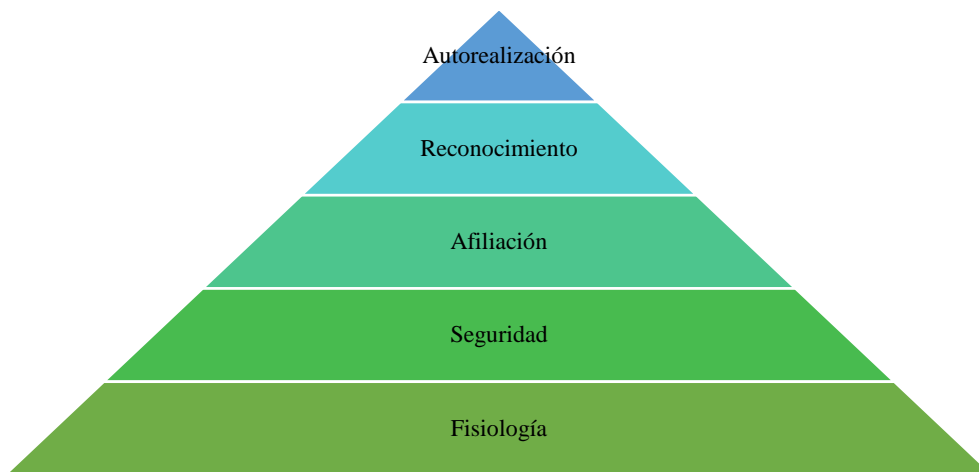 Autorealización
Reconocimiento
Afiliación
Seguridad
Fisiología